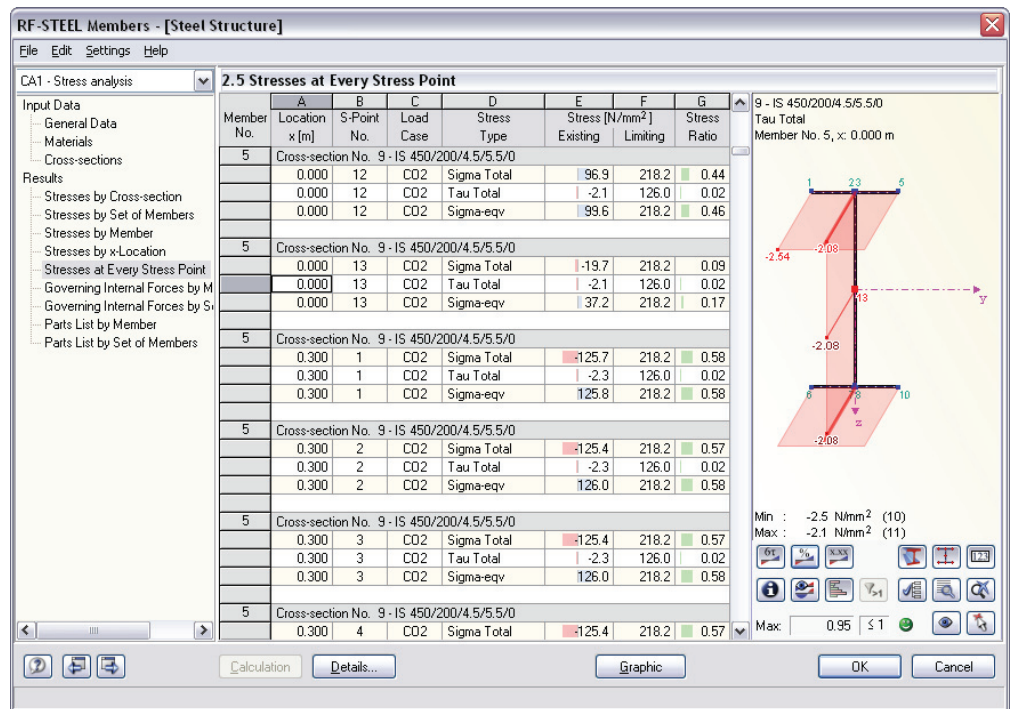 RF-STEEL Members - [Steel Structure]
File Edit Settings Help
CA1 - Stress analysis
Input Data
General Data
Materials
Cross-sections
Results
Stresses by Cross-section
Stresses by Set of Members
Stresses by Member
Stresses by x-Location
Stresses at Every Stress Point
Governing Internal Forces by M
Governing Internal Forces by S
Parts List by Member
Parts List by Set of Members
2.5 Stresses at Every Stress Point
A B C D E F G
Member Location S-Point Load Stress Stress [N/mm²] Stress
No. x [m] No. Case Type Existing Limiting Ratio
5 Cross-section No. 9 - IS 450/200/4.5/5.5/0
0.000 12 CO2 Sigma Total 96.9 218.2 0.44
0.000 12 CO2 Tau Total -2.1 126.0 0.02
0.000 12 CO2 Sigma-eqv 99.6 218.2 0.46
5 Cross-section No. 9 - IS 450/200/4.5/5.5/0
0.000 13 CO2 Sigma Total -19.7 218.2 0.09
0.000 13 CO2 Tau Total -2.1 126.0 0.02
0.000 13 CO2 Sigma-eqv 37.2 218.2 0.17
5 Cross-section No. 9 - IS 450/200/4.5/5.5/0
0.300 1 CO2 Sigma Total -125.7 218.2 0.58
0.300 1 CO2 Tau Total -2.3 126.0 0.02
0.300 1 CO2 Sigma-eqv 125.8 218.2 0.58
5 Cross-section No. 9 - IS 450/200/4.5/5.5/0
0.300 2 CO2 Sigma Total -125.4 218.2 0.57
0.300 2 CO2 Tau Total -2.3 126.0 0.02
0.300 2 CO2 Sigma-eqv 126.0 218.2 0.58
5 Cross-section No. 9 - IS 450/200/4.5/5.5/0
0.300 3 CO2 Sigma Total -125.4 218.2 0.57
0.300 3 CO2 Tau Total -2.3 126.0 0.02
0.300 3 CO2 Sigma-eqv 126.0 218.2 0.58
5 Cross-section No. 9 - IS 450/200/4.5/5.5/0
0.300 4 CO2 Sigma Total -125.4 218.2 0.57
9 - IS 450/200/4.5/5.5/0
Tau Total
Member No. 5, x: 0.000 m
1 23 5
-2.54 -2.08
13 y
-2.08
6 8 10
z
-2.08
Min : -2.5 N/mm² (10)
Max : -2.1 N/mm² (11)
στ % x.xx 123
>1
Max: 0.95 ≤ 1
Calculation Details... Graphic OK Cancel